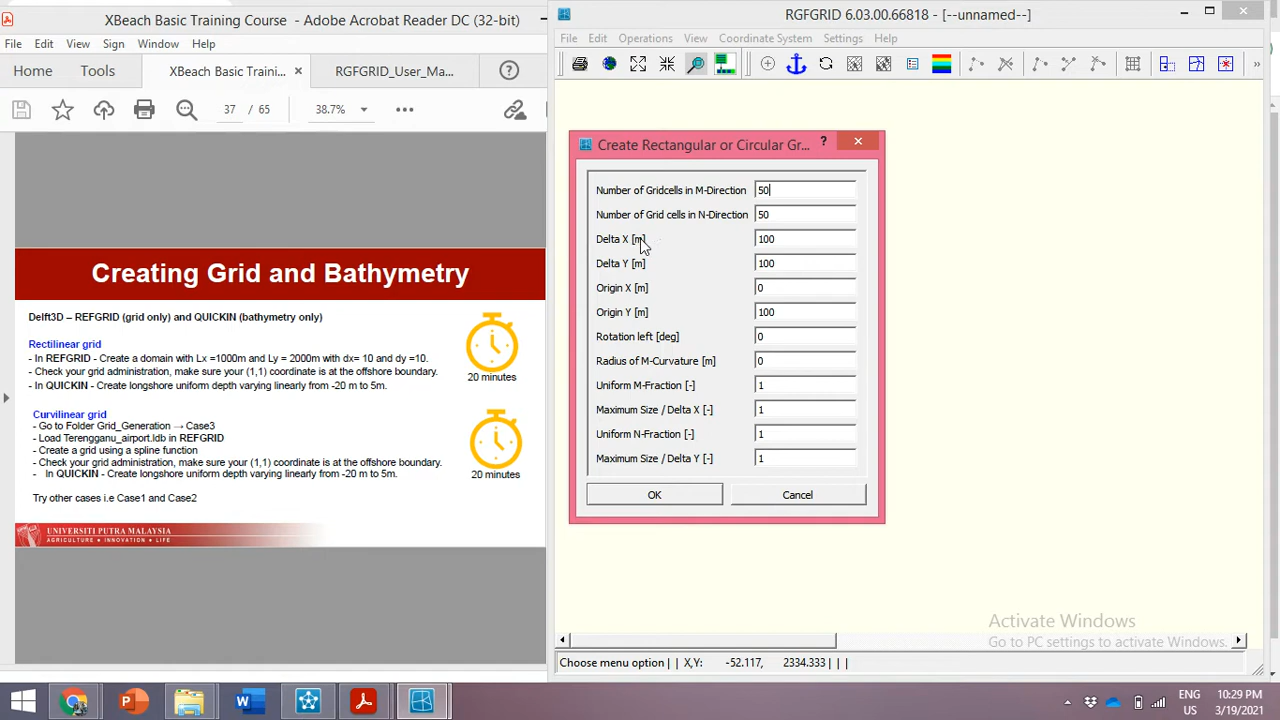 XBeach Basic Training Course - Adobe Acrobat Reader DC (32-bit)
File Edit View Sign Window Help
Home Tools XBeach Basic Traini... RGFGRID_User_Ma...
37 / 65 38.7%
Creating Grid and Bathymetry
Delft3D – REFGRID (grid only) and QUICKIN (bathymetry only)
Rectilinear grid
- In REFGRID - Create a domain with Lx =1000m and Ly = 2000m with dx= 10 and dy =10.
- Check your grid administration, make sure your (1,1) coordinate is at the offshore boundary.
- In QUICKIN - Create longshore uniform depth varying linearly from -20 m to 5m.
20 minutes
Curvilinear grid
- Go to Folder Grid_Generation → Case3
- Load Terengganu_airport.ldb in REFGRID
- Create a grid using a spline function
- Check your grid administration, make sure your (1,1) coordinate is at the offshore boundary.
- In QUICKIN - Create longshore uniform depth varying linearly from -20 m to 5m.
20 minutes
Try other cases i.e Case1 and Case2
UNIVERSITI PUTRA MALAYSIA
AGRICULTURE • INNOVATION • LIFE
RGFGRID 6.03.00.66818 - [--unnamed--]
File Edit Operations View Coordinate System Settings Help
Create Rectangular or Circular Gr...
Number of Gridcells in M-Direction 50
Number of Grid cells in N-Direction 50
Delta X [m] 100
Delta Y [m] 100
Origin X [m] 0
Origin Y [m] 100
Rotation left [deg] 0
Radius of M-Curvature [m] 0
Uniform M-Fraction [-] 1
Maximum Size / Delta X [-] 1
Uniform N-Fraction [-] 1
Maximum Size / Delta Y [-] 1
OK Cancel
Activate Windows
Go to PC settings to activate Windows.
Choose menu option | | X,Y: -52.117, 2334.333 | | |
ENG 10:29 PM
US 3/19/2021